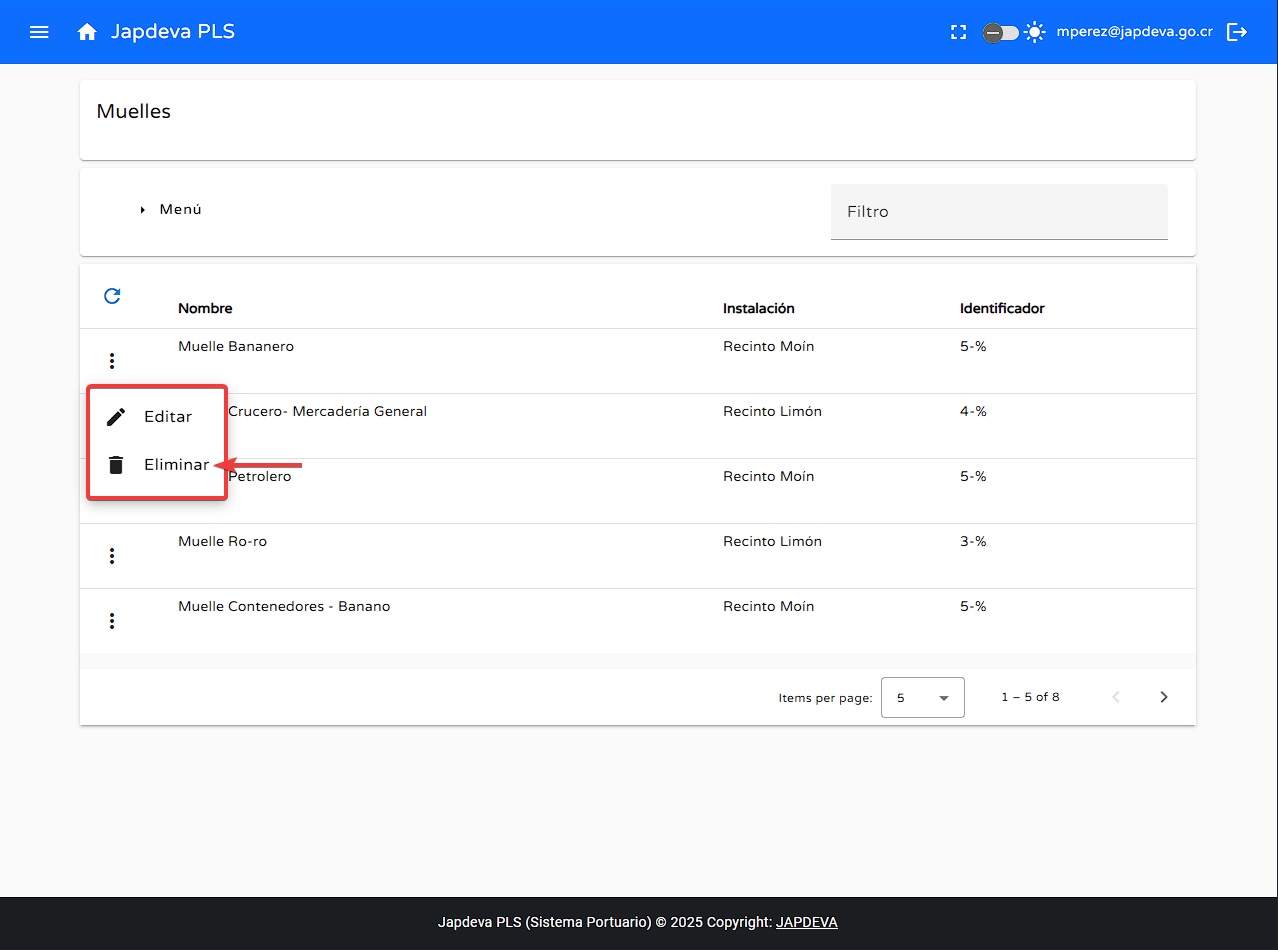 Japdeva PLS mperez@japdeva.go.cr
Muelles
Menú Filtro
Nombre Instalación Identificador
Muelle Bananero Recinto Moín 5-%
Editar Crucero- Mercadería General Recinto Limón 4-%
Eliminar Petrolero Recinto Moín 5-%
Muelle Ro-ro Recinto Limón 3-%
Muelle Contenedores - Banano Recinto Moín 5-%
Items per page: 5 1 – 5 of 8
Japdeva PLS (Sistema Portuario) © 2025 Copyright: JAPDEVA